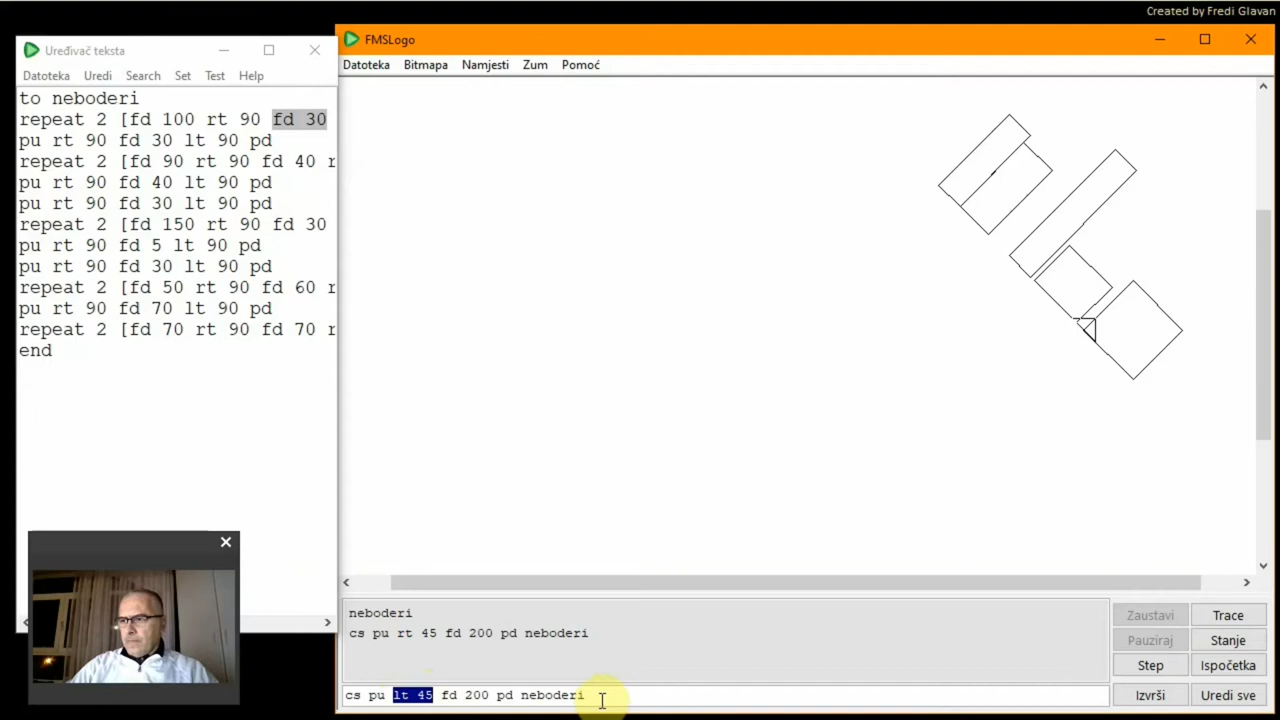 Created by Fredi Glavan
Uređivač teksta
Datoteka Uredi Search Set Test Help
to neboderi
repeat 2 [fd 100 rt 90 fd 30
pu rt 90 fd 30 lt 90 pd
repeat 2 [fd 90 rt 90 fd 40 r
pu rt 90 fd 40 lt 90 pd
pu rt 90 fd 30 lt 90 pd
repeat 2 [fd 150 rt 90 fd 30
pu rt 90 fd 5 lt 90 pd
pu rt 90 fd 30 lt 90 pd
repeat 2 [fd 50 rt 90 fd 60 r
pu rt 90 fd 70 lt 90 pd
repeat 2 [fd 70 rt 90 fd 70 r
end
FMSLogo
Datoteka Bitmapa Namjesti Zum Pomoć
neboderi
cs pu rt 45 fd 200 pd neboderi
cs pu lt 45 fd 200 pd neboderi
Zaustavi Trace
Pauziraj Stanje
Step Ispočetka
Izvrši Uredi sve